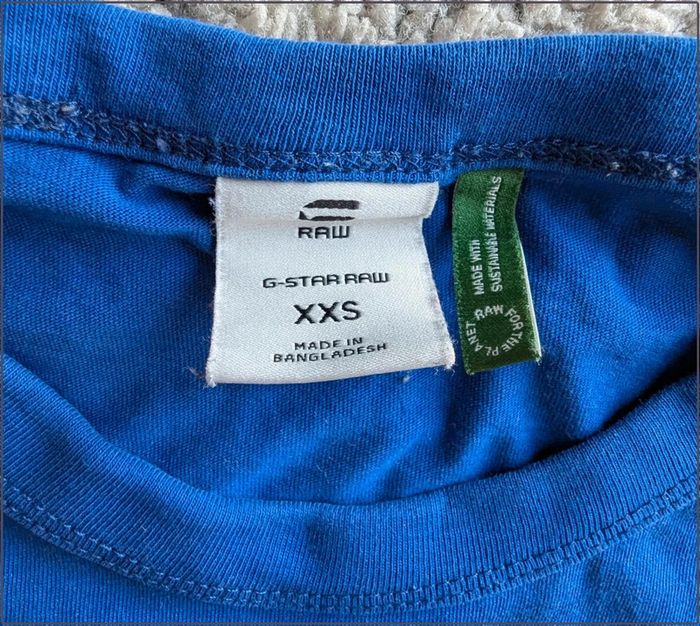 RAW
G-STAR RAW
XXS
MADE IN
BANGLADESH
MADE WITH
SUSTAINABLE MATERIALS
RAW
FOR THE PLANET